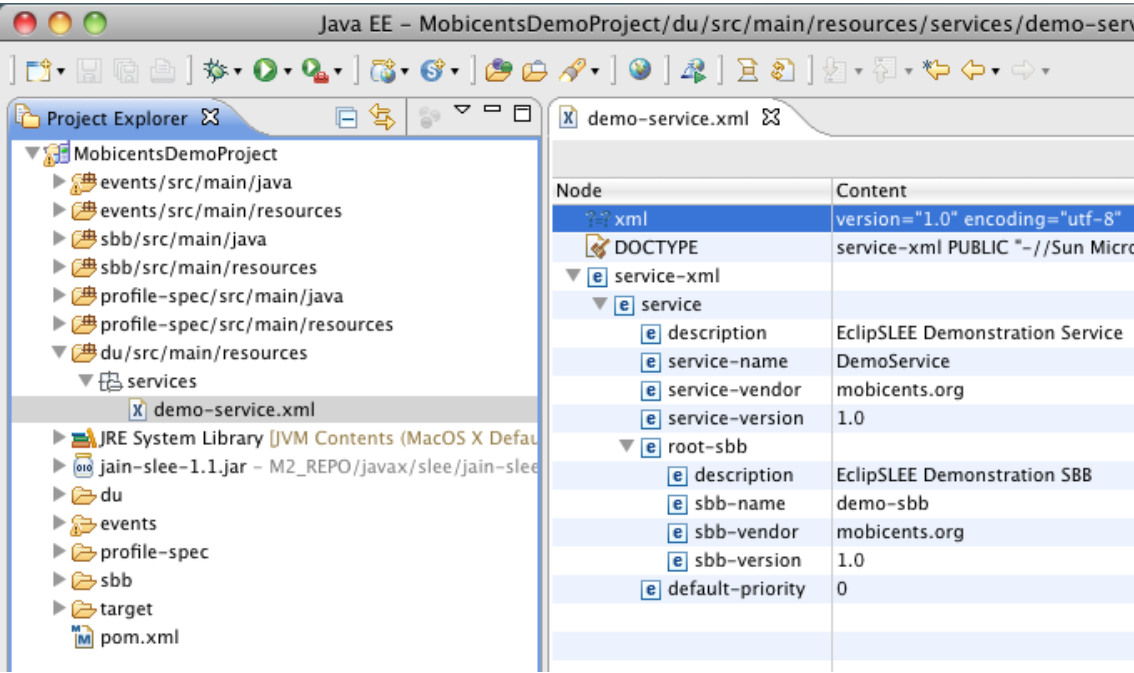 Java EE – MobicentsDemoProject/du/src/main/resources/services/demo-serv
Project Explorer
MobicentsDemoProject
events/src/main/java
events/src/main/resources
sbb/src/main/java
sbb/src/main/resources
profile-spec/src/main/java
profile-spec/src/main/resources
du/src/main/resources
services
demo-service.xml
JRE System Library [JVM Contents (MacOS X Defau
jain-slee-1.1.jar – M2_REPO/javax/slee/jain-slee
du
events
profile-spec
sbb
target
pom.xml
demo-service.xml
Node Content
?=? xml version="1.0" encoding="utf-8"
DOCTYPE service-xml PUBLIC "-//Sun Micro
service-xml
service
description EclipSLEE Demonstration Service
service-name DemoService
service-vendor mobicents.org
service-version 1.0
root-sbb
description EclipSLEE Demonstration SBB
sbb-name demo-sbb
sbb-vendor mobicents.org
sbb-version 1.0
default-priority 0